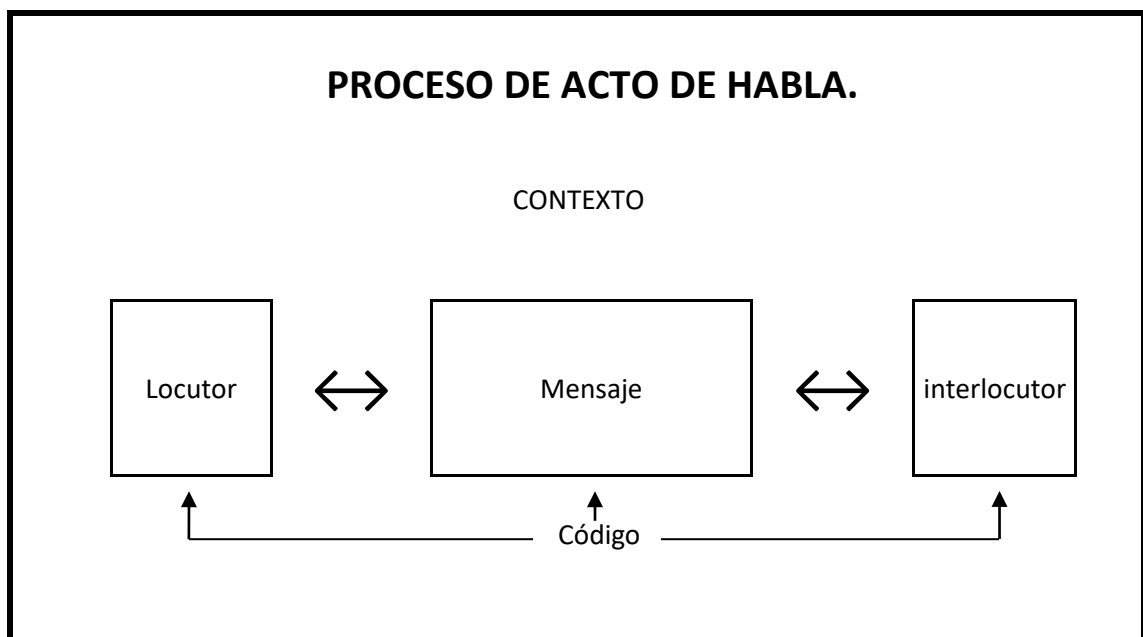 PROCESO DE ACTO DE HABLA.
CONTEXTO
Locutor
Mensaje
interlocutor
Código